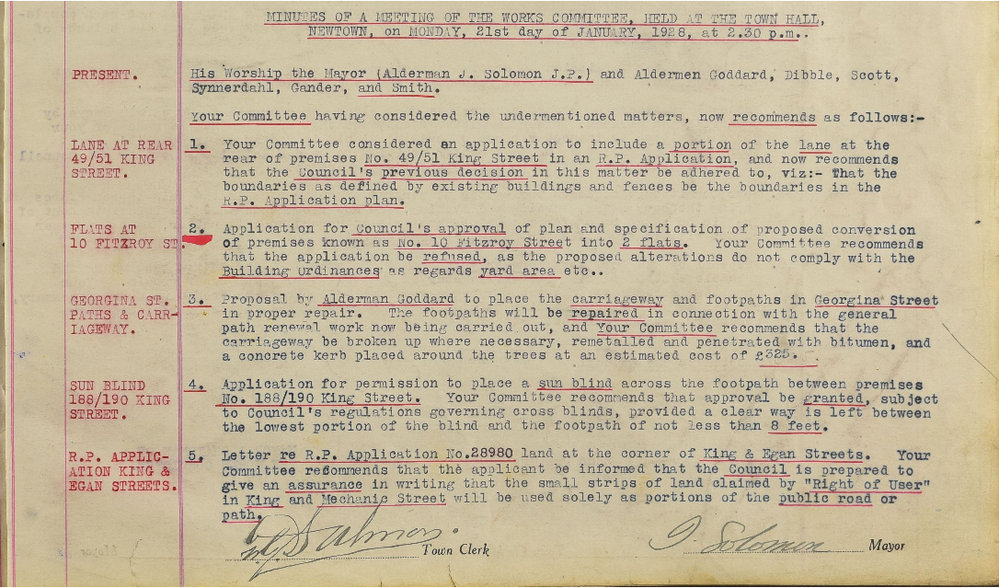 MINUTES OF A MEETING OF THE WORKS COMMITTEE, HELD AT THE TOWN HALL,
NEWTOWN, on MONDAY, 21st day of JANUARY, 1928, at 2.30 p.m..
PRESENT.
His Worship the Mayor (Alderman J. Solomon J.P.) and Aldermen Goddard, Dibble, Scott,
Synnerdahl, Gander, and Smith.
Your Committee having considered the undermentioned matters, now recommends as follows:-
LANE AT REAR
49/51 KING
STREET.
1. Your Committee considered an application to include a portion of the lane at the
rear of premises No. 49/51 King Street in an R.P. Application, and now recommends
that the Council's previous decision in this matter be adhered to, viz:- That the
boundaries as defined by existing buildings and fences be the boundaries in the
R.P. Application plan.
FLATS AT
10 FITZROY ST.
2. Application for Council's approval of plan and specification of proposed conversion
of premises known as No. 10 Fitzroy Street into 2 flats. Your Committee recommends
that the application be refused, as the proposed alterations do not comply with the
Building Ordinances as regards yard area etc..
GEORGINA ST.
PATHS & CARR-
IAGEWAY.
3. Proposal by Alderman Goddard to place the carriageway and footpaths in Georgina Street
in proper repair. The footpaths will be repaired in connection with the general
path renewal work now being carried out, and Your Committee recommends that the
carriageway be broken up where necessary, remetalled and penetrated with bitumen, and
a concrete kerb placed around the trees at an estimated cost of £325.
SUN BLIND
188/190 KING
STREET.
4. Application for permission to place a sun blind across the footpath between premises
No. 188/190 King Street. Your Committee recommends that approval be granted, subject
to Council's regulations governing cross blinds, provided a clear way is left between
the lowest portion of the blind and the footpath of not less than 8 feet.
R.P. APPLIC-
ATION KING &
EGAN STREETS.
5. Letter re R.P. Application No.28980 land at the corner of King & Egan Streets. Your
Committee recommends that the applicant be informed that the Council is prepared to
give an assurance in writing that the small strips of land claimed by "Right of User"
in King and Mechanic Street will be used solely as portions of the public road or
path.
Town Clerk
J. Solomon Mayor